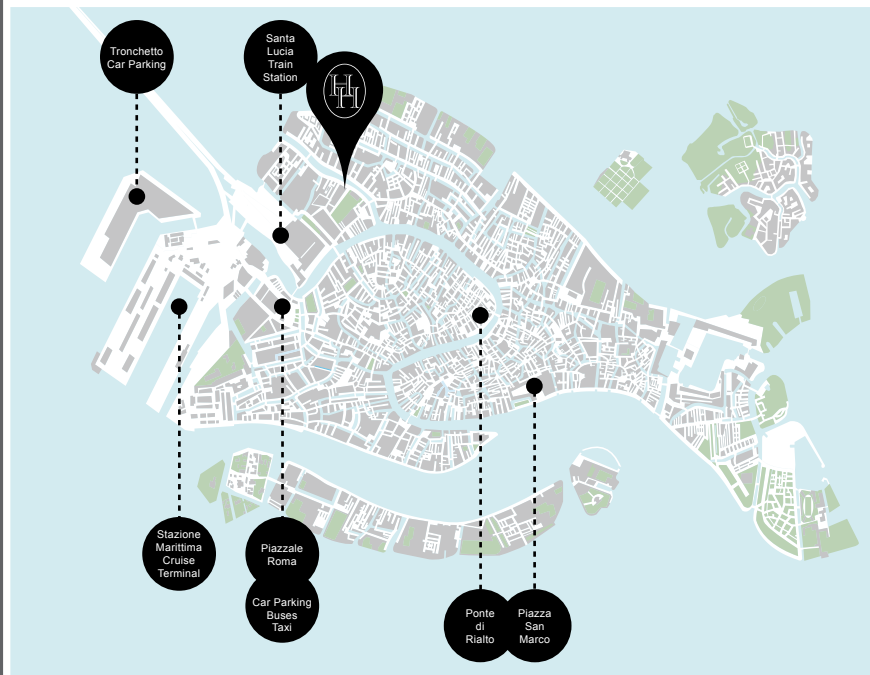 Tronchetto
Car Parking
Santa
Lucia
Train
Station
HH
Stazione
Marittima
Cruise
Terminal
Piazzale
Roma
Car Parking
Buses
Taxi
Ponte
di
Rialto
Piazza
San
Marco